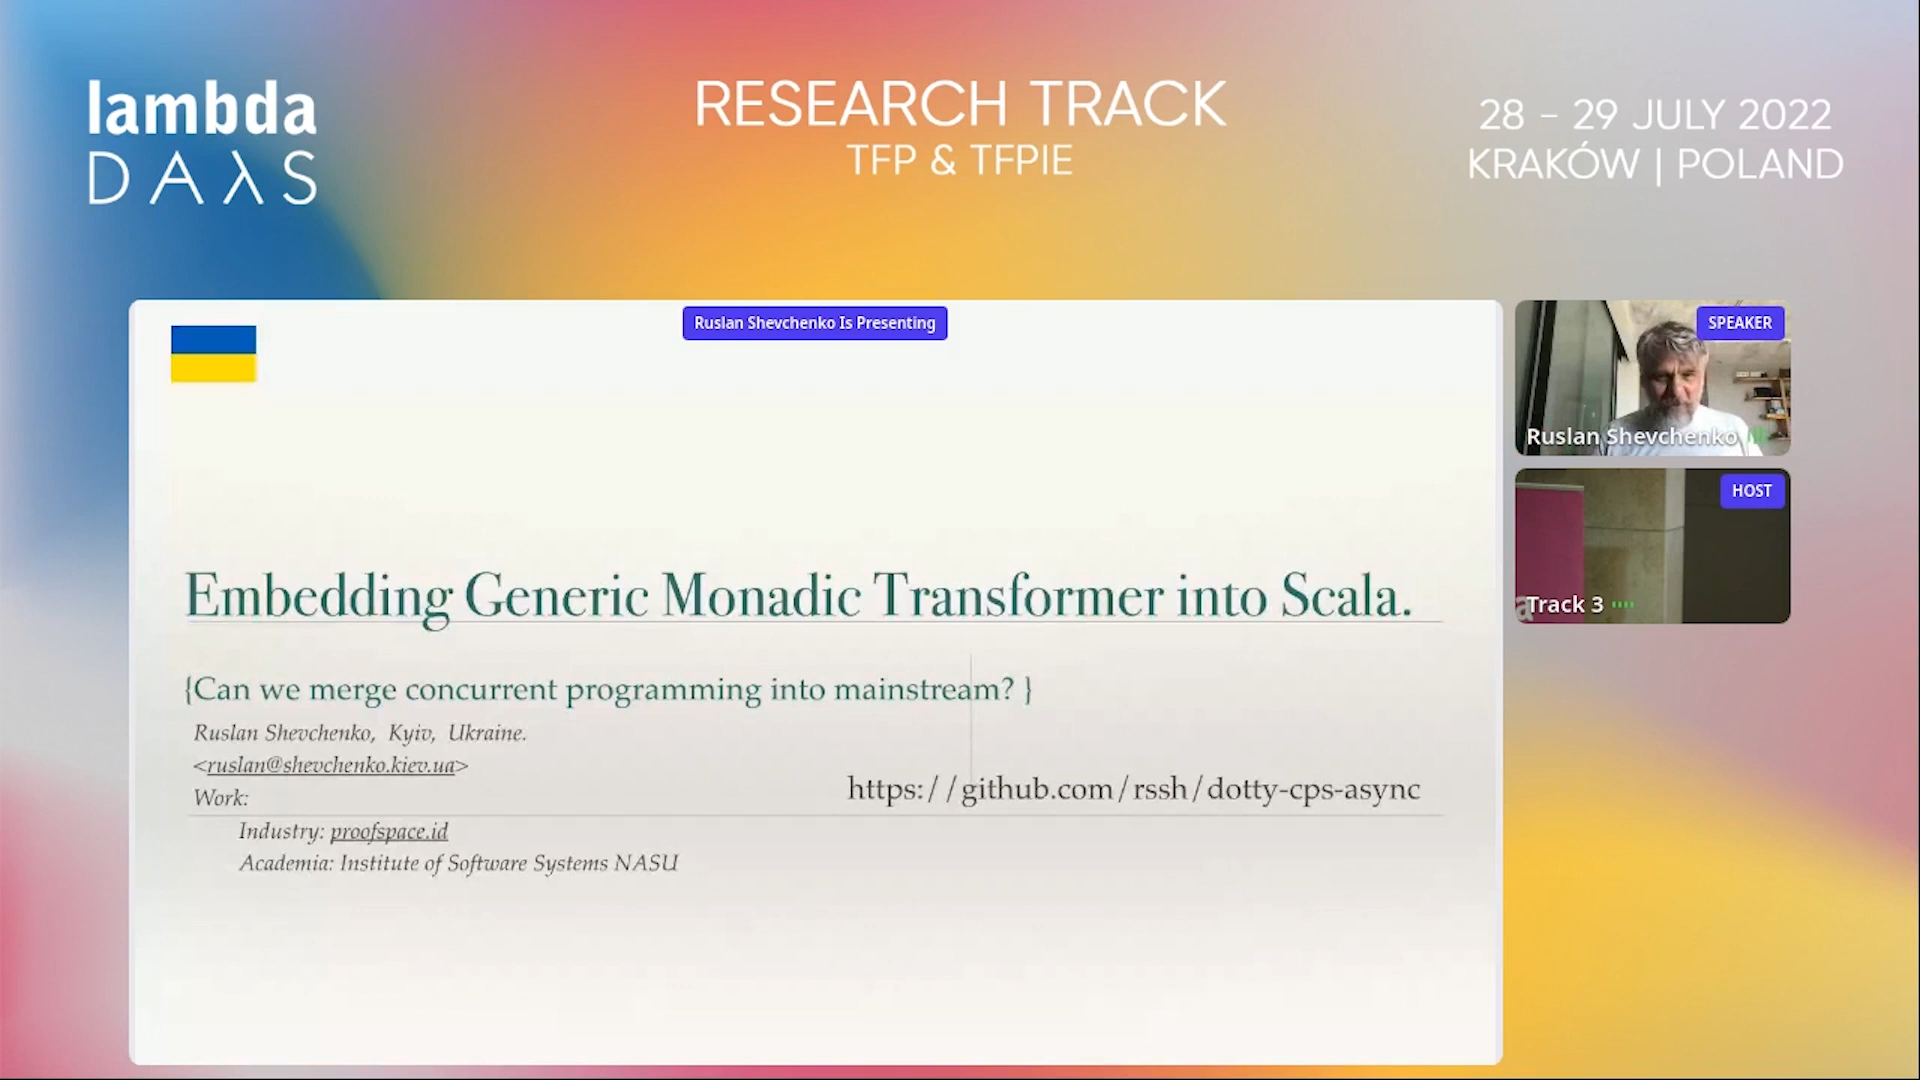 lambda
DAλS
RESEARCH TRACK
TFP & TFPIE
28 – 29 JULY 2022
KRAKÓW | POLAND
Ruslan Shevchenko Is Presenting
SPEAKER
Ruslan Shevchenko
HOST
Track 3
Embedding Generic Monadic Transformer into Scala.
{Can we merge concurrent programming into mainstream? }
Ruslan Shevchenko, Kyiv, Ukraine.
<ruslan@shevchenko.kiev.ua>
https://github.com/rssh/dotty-cps-async
Work:
Industry: proofspace.id
Academia: Institute of Software Systems NASU